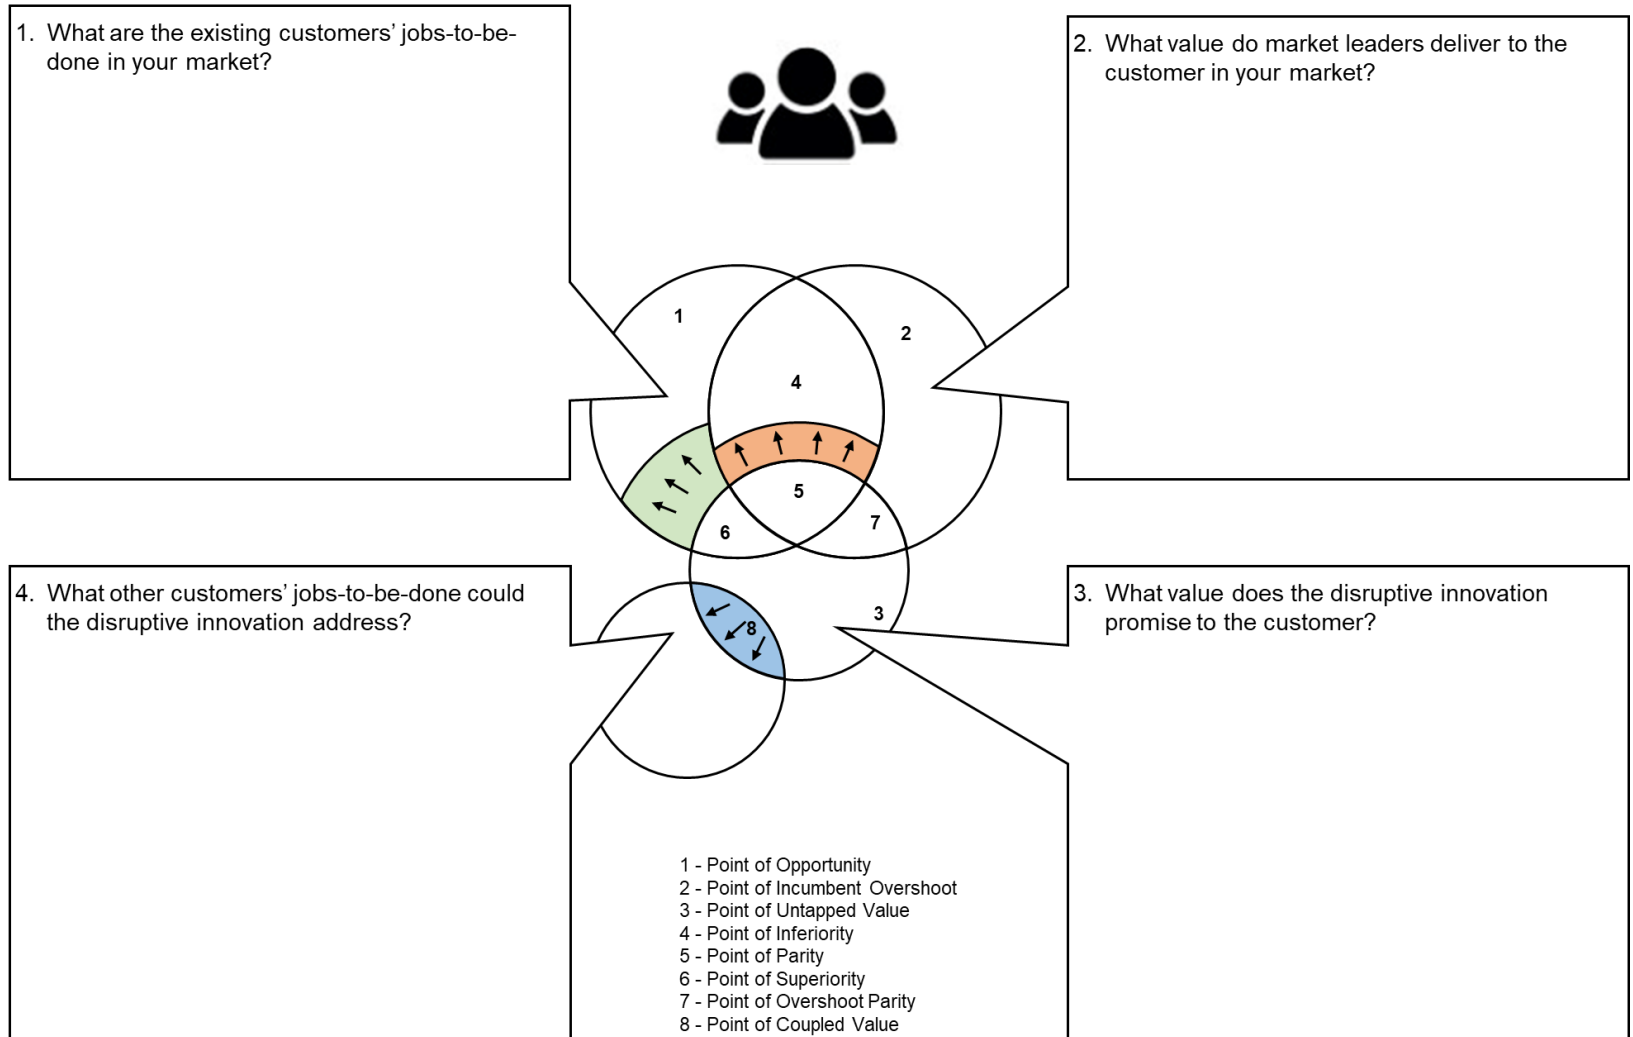 1. What are the existing customers’ jobs-to-be-
done in your market?
2. What value do market leaders deliver to the
customer in your market?
1
2
4
5
7
6
4. What other customers’ jobs-to-be-done could
the disruptive innovation address?
3. What value does the disruptive innovation
promise to the customer?
3
8
1 - Point of Opportunity
2 - Point of Incumbent Overshoot
3 - Point of Untapped Value
4 - Point of Inferiority
5 - Point of Parity
6 - Point of Superiority
7 - Point of Overshoot Parity
8 - Point of Coupled Value